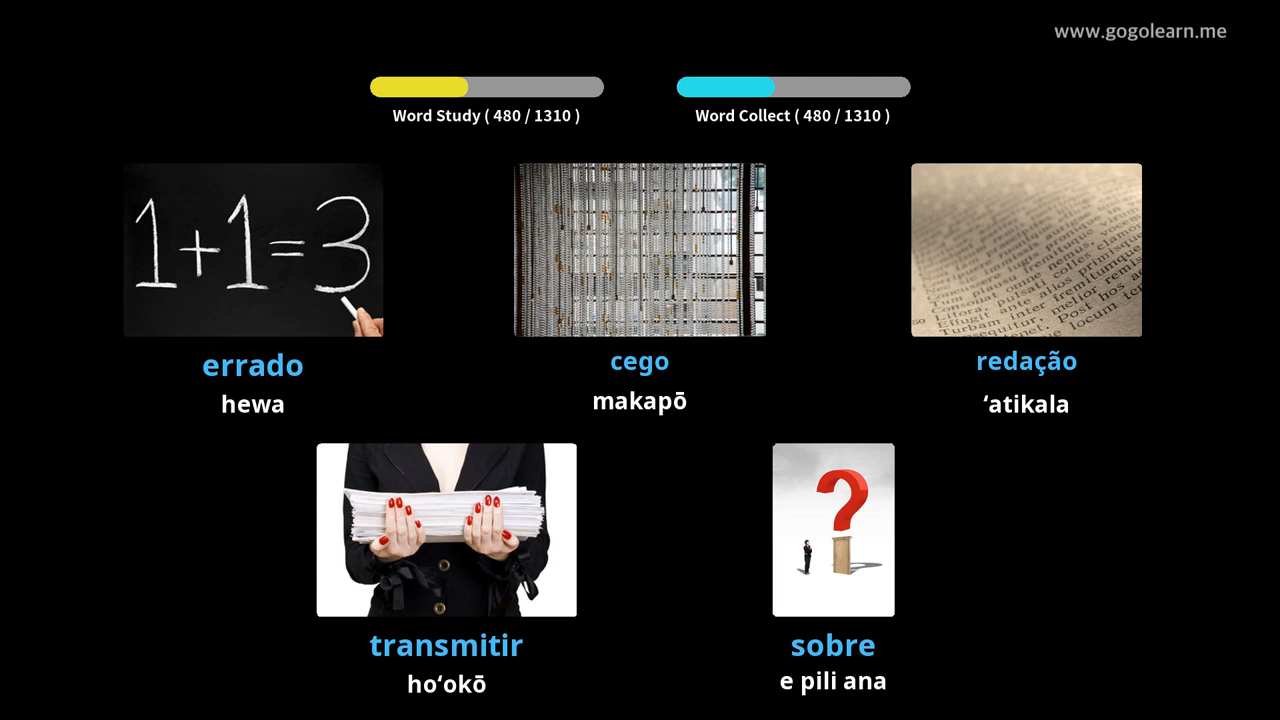 www.gogolearn.me
Word Study ( 480 / 1310 )
Word Collect ( 480 / 1310 )
1+1=3
errado
hewa
cego
makapō
redação
ʻatikala
transmitir
hoʻokō
?
sobre
e pili ana